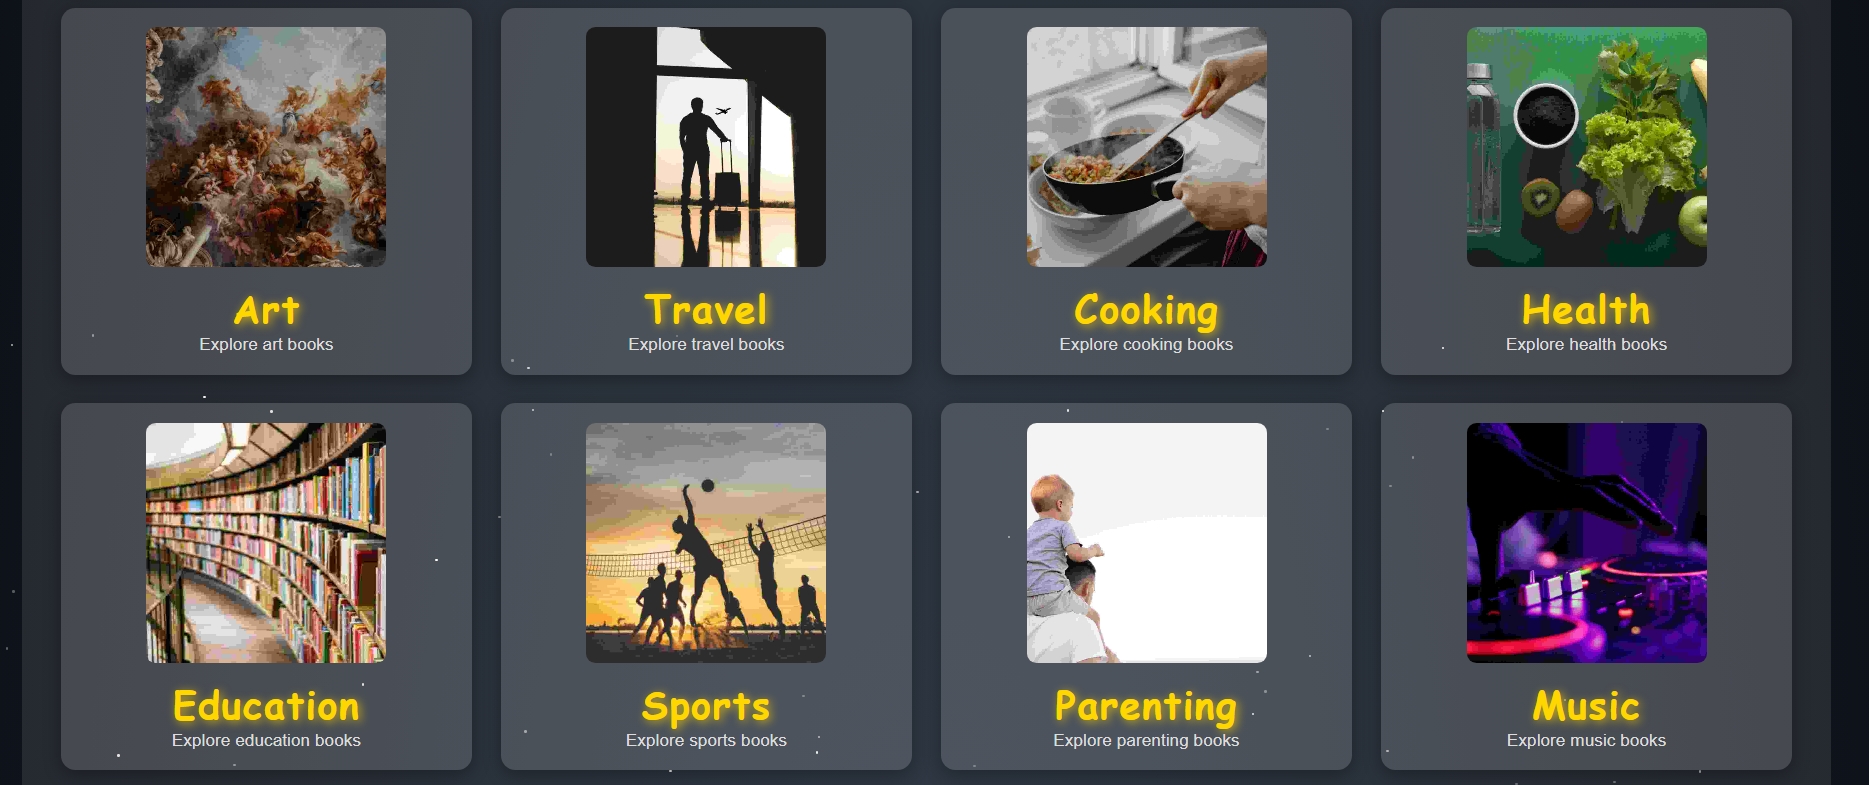 Art
Explore art books
Travel
Explore travel books
Cooking
Explore cooking books
Health
Explore health books
Education
Explore education books
Sports
Explore sports books
Parenting
Explore parenting books
Music
Explore music books